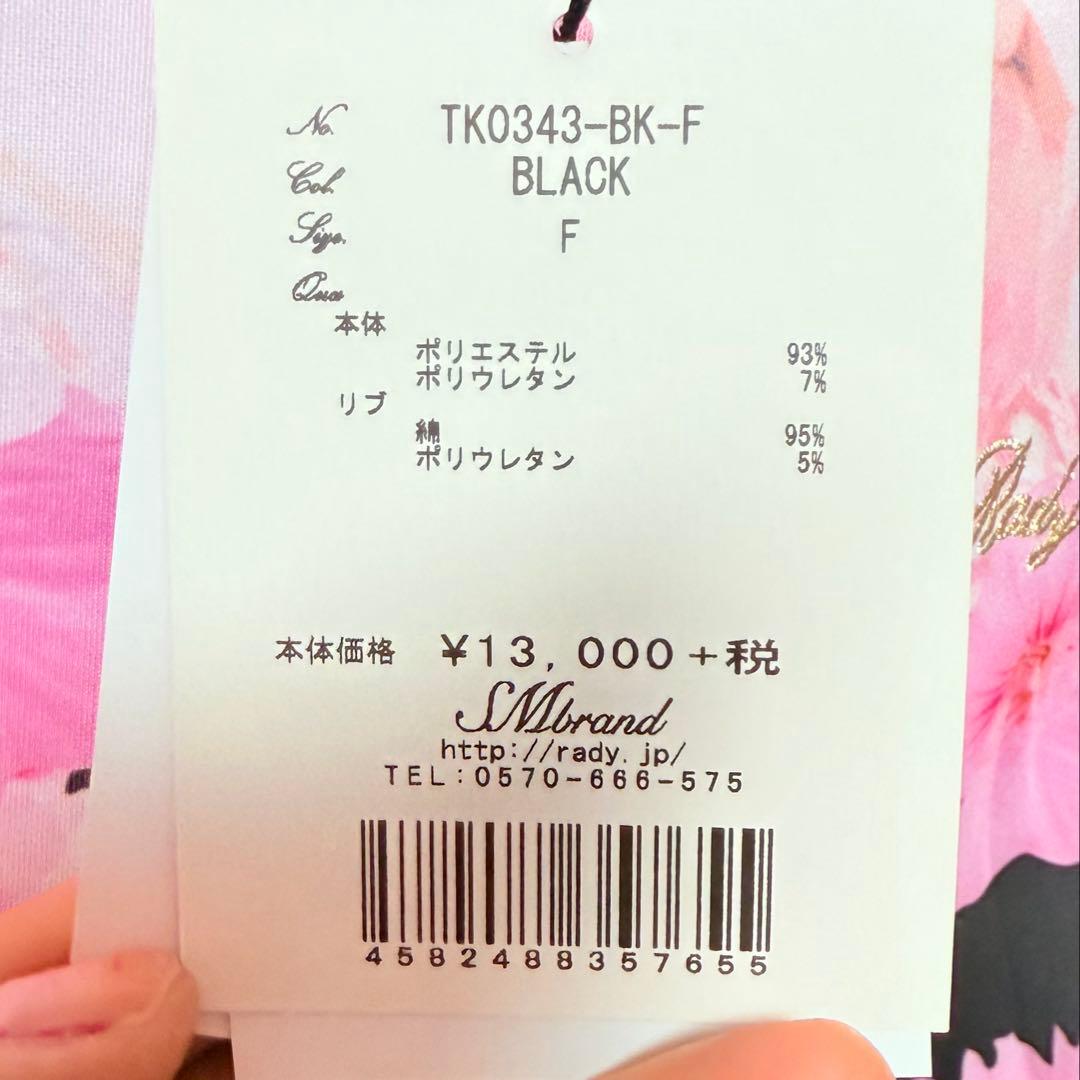 No. TK0343-BK-F
Col. BLACK
Size. F
Qua
本体
ポリエステル 93%
ポリウレタン 7%
リブ
綿 95%
ポリウレタン 5%
Rady
本体価格 ¥13,000+税
SMbrand
http://rady.jp/
TEL:0570-666-575
4582488357655